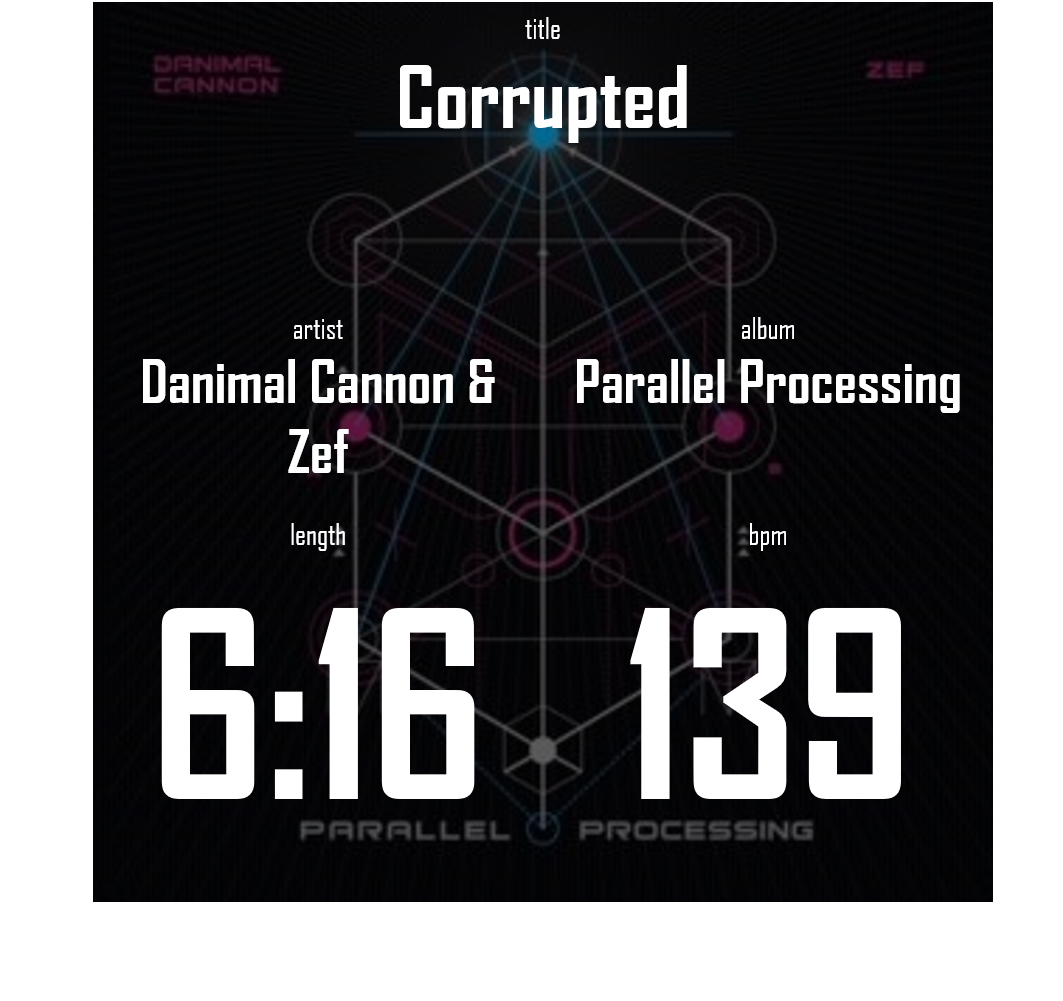 title
DANIMAL
CANNON
ZEF
Corrupted
artist
Danimal Cannon &
Zef
album
Parallel Processing
length
6:16
bpm
139
PARALLEL PROCESSING